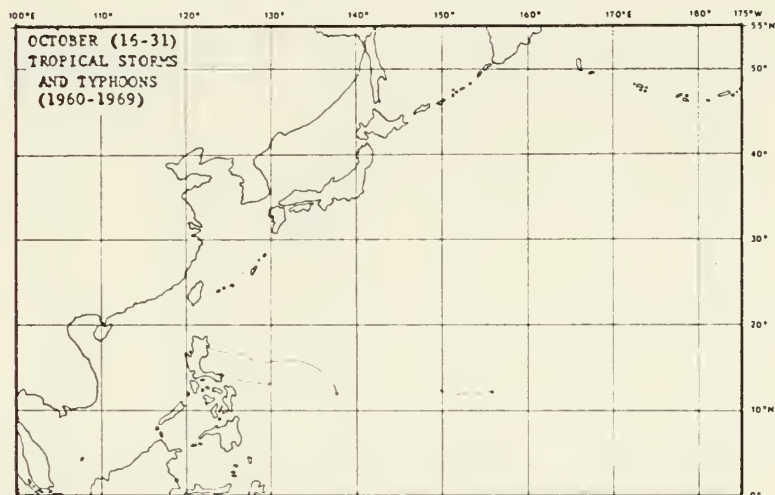 100°E 110° 120° 130° 140° 150° 160° 170°E 175°W
OCTOBER (16-31)
TROPICAL STORMS
AND TYPHOONS
(1960-1969)
55°N
50°
40°
30°
20°
10°N
0°